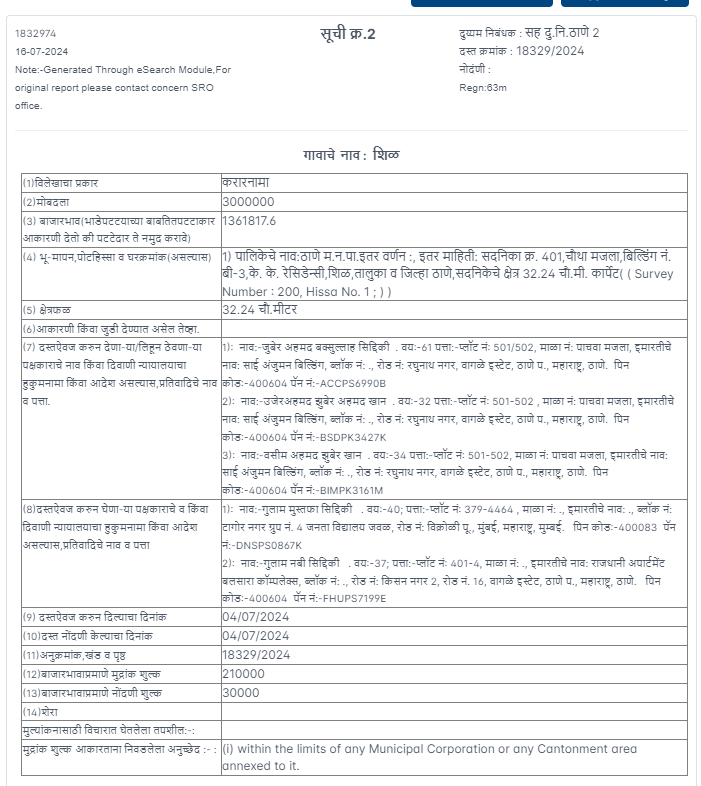 1832974
16-07-2024
Note:-Generated Through eSearch Module,For
original report please contact concern SRO
office.
सूची क्र.2
दुय्यम निबंधक : सह दु.नि.ठाणे 2
दस्त क्रमांक : 18329/2024
नोदंणी :
Regn:63m
गावाचे नाव : शिळ
(1)विलेखाचा प्रकार
करारनामा
(2)मोबदला
3000000
(3) बाजारभाव(भाडेपटटयाच्या बाबतितपटटाकार
आकारणी देतो की पटटेदार ते नमुद करावे)
1361817.6
(4) भू-मापन,पोटहिस्सा व घरक्रमांक(असल्यास)
1) पालिकेचे नाव:ठाणे म.न.पा.इतर वर्णन :, इतर माहिती: सदनिका क्र. 401,चौथा मजला,बिल्डिंग नं.
बी-3,के. के. रेसिडेन्सी,शिळ,तालुका व जिल्हा ठाणे,सदनिकेचे क्षेत्र 32.24 चौ.मी. कार्पेट( ( Survey
Number : 200, Hissa No. 1 ; ) )
(5) क्षेत्रफळ
32.24 चौ.मीटर
(6)आकारणी किंवा जुडी देण्यात असेल तेव्हा.
(7) दस्तऐवज करुन देणा-या/लिहून ठेवणा-या
पक्षकाराचे नाव किंवा दिवाणी न्यायालयाचा
हुकुमनामा किंवा आदेश असल्यास,प्रतिवादिचे नाव
व पत्ता.
1): नाव:-जुबेर अहमद बक्सुल्लाह सिद्दिकी . वय:-61 पत्ता:-प्लॉट नं: 501/502, माळा नं: पाचवा मजला, इमारतीचे
नाव: साई अंजुमन बिल्डिंग, ब्लॉक नं: ., रोड नं: रघुनाथ नगर, वागळे इस्टेट, ठाणे प., महाराष्ट्र, ठाणे. पिन
कोड:-400604 पॅन नं:-ACCPS6990B
2): नाव:-उजेरअहमद झुबेर अहमद खान . वय:-32 पत्ता:-प्लॉट नं: 501-502 , माळा नं: पाचवा मजला, इमारतीचे
नाव: साई अंजुमन बिल्डिंग, ब्लॉक नं: ., रोड नं: रघुनाथ नगर, वागळे इस्टेट, ठाणे प., महाराष्ट्र, ठाणे. पिन
कोड:-400604 पॅन नं:-BSDPK3427K
3): नाव:-वसीम अहमद झुबेर खान . वय:-34 पत्ता:-प्लॉट नं: 501-502, माळा नं: पाचवा मजला, इमारतीचे नाव:
साई अंजुमन बिल्डिंग, ब्लॉक नं: ., रोड नं: रघुनाथ नगर, वागळे इस्टेट, ठाणे प., महाराष्ट्र, ठाणे. पिन
कोड:-400604 पॅन नं:-BIMPK3161M
(8)दस्तऐवज करुन घेणा-या पक्षकाराचे व किंवा
दिवाणी न्यायालयाचा हुकुमनामा किंवा आदेश
असल्यास,प्रतिवादिचे नाव व पत्ता
1): नाव:-गुलाम मुस्तफा सिद्दिकी . वय:-40; पत्ता:-प्लॉट नं: 379-4464 , माळा नं: ., इमारतीचे नाव: ., ब्लॉक नं:
टागोर नगर ग्रुप नं. 4 जनता विद्यालय जवळ, रोड नं: विक्रोळी पू., मुंबई, महाराष्ट्र, मुम्बई. पिन कोड:-400083 पॅन
नं:-DNSPS0867K
2): नाव:-गुलाम नबी सिद्दिकी . वय:-37; पत्ता:-प्लॉट नं: 401-4, माळा नं: ., इमारतीचे नाव: राजधानी अपार्टमेंट
बलसारा कॉम्पलेक्स, ब्लॉक नं: ., रोड नं: किसन नगर 2, रोड नं. 16, वागळे इस्टेट, ठाणे प., महाराष्ट्र, ठाणे. पिन
कोड:-400604 पॅन नं:-FHUPS7199E
(9) दस्तऐवज करुन दिल्याचा दिनांक
04/07/2024
(10)दस्त नोंदणी केल्याचा दिनांक
04/07/2024
(11)अनुक्रमांक,खंड व पृष्ठ
18329/2024
(12)बाजारभावाप्रमाणे मुद्रांक शुल्क
210000
(13)बाजारभावाप्रमाणे नोंदणी शुल्क
30000
(14)शेरा
मुल्यांकनासाठी विचारात घेतलेला तपशील:-:
मुद्रांक शुल्क आकारताना निवडलेला अनुच्छेद :- :
(i) within the limits of any Municipal Corporation or any Cantonment area
annexed to it.